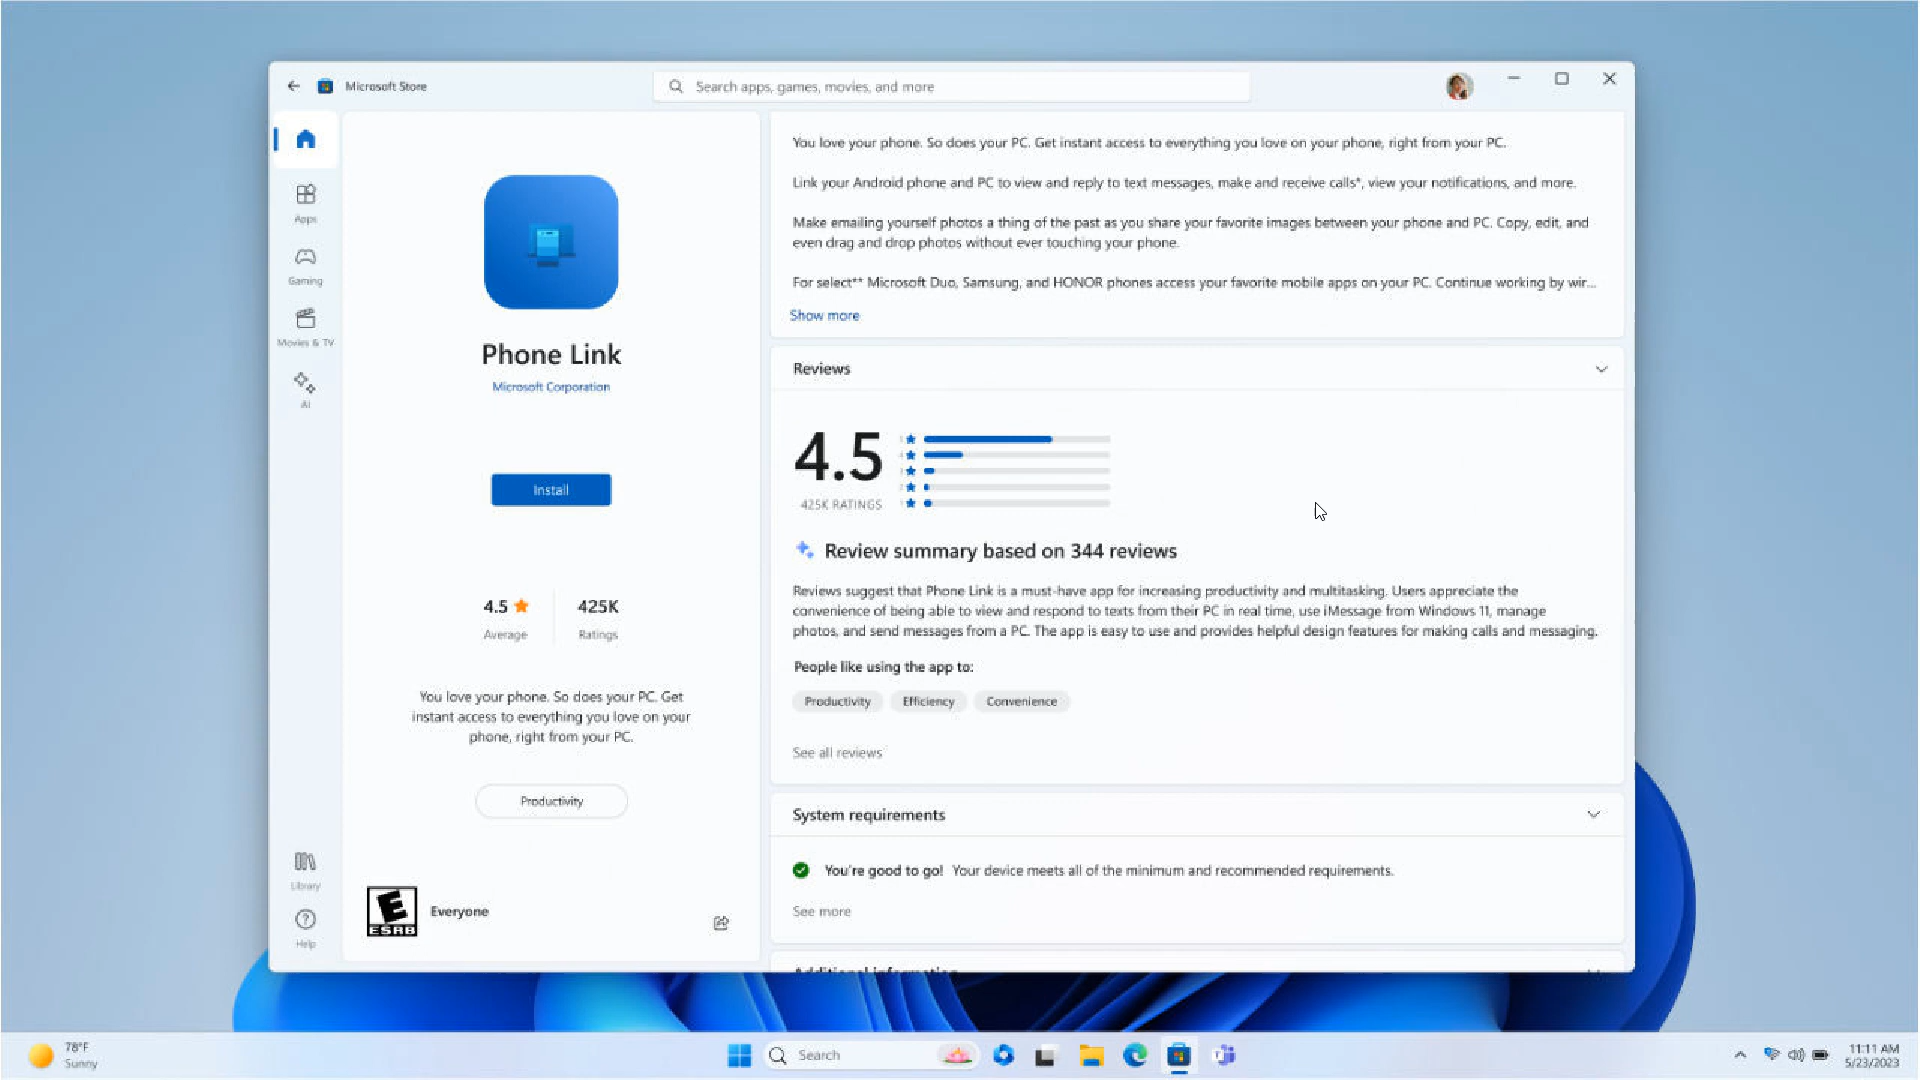 Microsoft Store
Search apps, games, movies, and more
Apps
Gaming
Movies & TV
AI
Library
Help
Phone Link
Microsoft Corporation
Install
4.5
Average
425K
Ratings
You love your phone. So does your PC. Get
instant access to everything you love on your
phone, right from your PC.
Productivity
E
ESRB
Everyone
You love your phone. So does your PC. Get instant access to everything you love on your phone, right from your PC.
Link your Android phone and PC to view and reply to text messages, make and receive calls*, view your notifications, and more.
Make emailing yourself photos a thing of the past as you share your favorite images between your phone and PC. Copy, edit, and
even drag and drop photos without ever touching your phone.
For select** Microsoft Duo, Samsung, and HONOR phones access your favorite mobile apps on your PC. Continue working by wir...
Show more
Reviews
4.5
425K RATINGS
Review summary based on 344 reviews
Reviews suggest that Phone Link is a must-have app for increasing productivity and multitasking. Users appreciate the
convenience of being able to view and respond to texts from their PC in real time, use iMessage from Windows 11, manage
photos, and send messages from a PC. The app is easy to use and provides helpful design features for making calls and messaging.
People like using the app to:
Productivity Efficiency Convenience
See all reviews
System requirements
You're good to go! Your device meets all of the minimum and recommended requirements.
See more
Additional information
78°F
Sunny
Search
11:11 AM
5/23/2023